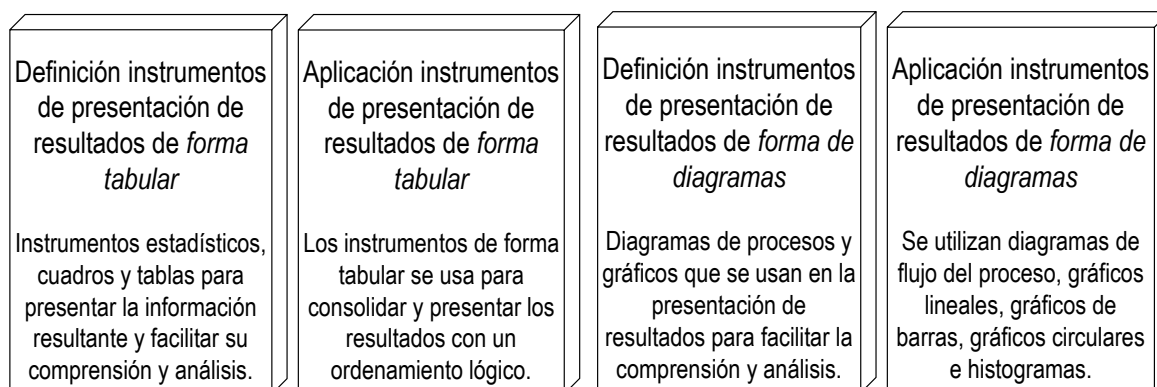 Definición instrumentos
de presentación de
resultados de forma
tabular
Instrumentos estadísticos,
cuadros y tablas para
presentar la información
resultante y facilitar su
comprensión y análisis.
Aplicación instrumentos
de presentación de
resultados de forma
tabular
Los instrumentos de forma
tabular se usa para
consolidar y presentar los
resultados con un
ordenamiento lógico.
Definición instrumentos
de presentación de
resultados de forma de
diagramas
Diagramas de procesos y
gráficos que se usan en la
presentación de
resultados para facilitar la
comprensión y análisis.
Aplicación instrumentos
de presentación de
resultados de forma de
diagramas
Se utilizan diagramas de
flujo del proceso, gráficos
lineales, gráficos de
barras, gráficos circulares
e histogramas.